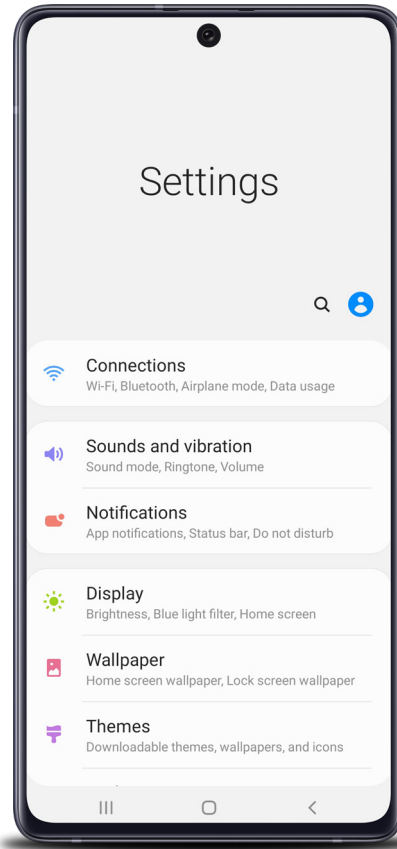 Settings
Connections
Wi-Fi, Bluetooth, Airplane mode, Data usage
Sounds and vibration
Sound mode, Ringtone, Volume
Notifications
App notifications, Status bar, Do not disturb
Display
Brightness, Blue light filter, Home screen
Wallpaper
Home screen wallpaper, Lock screen wallpaper
Themes
Downloadable themes, wallpapers, and icons